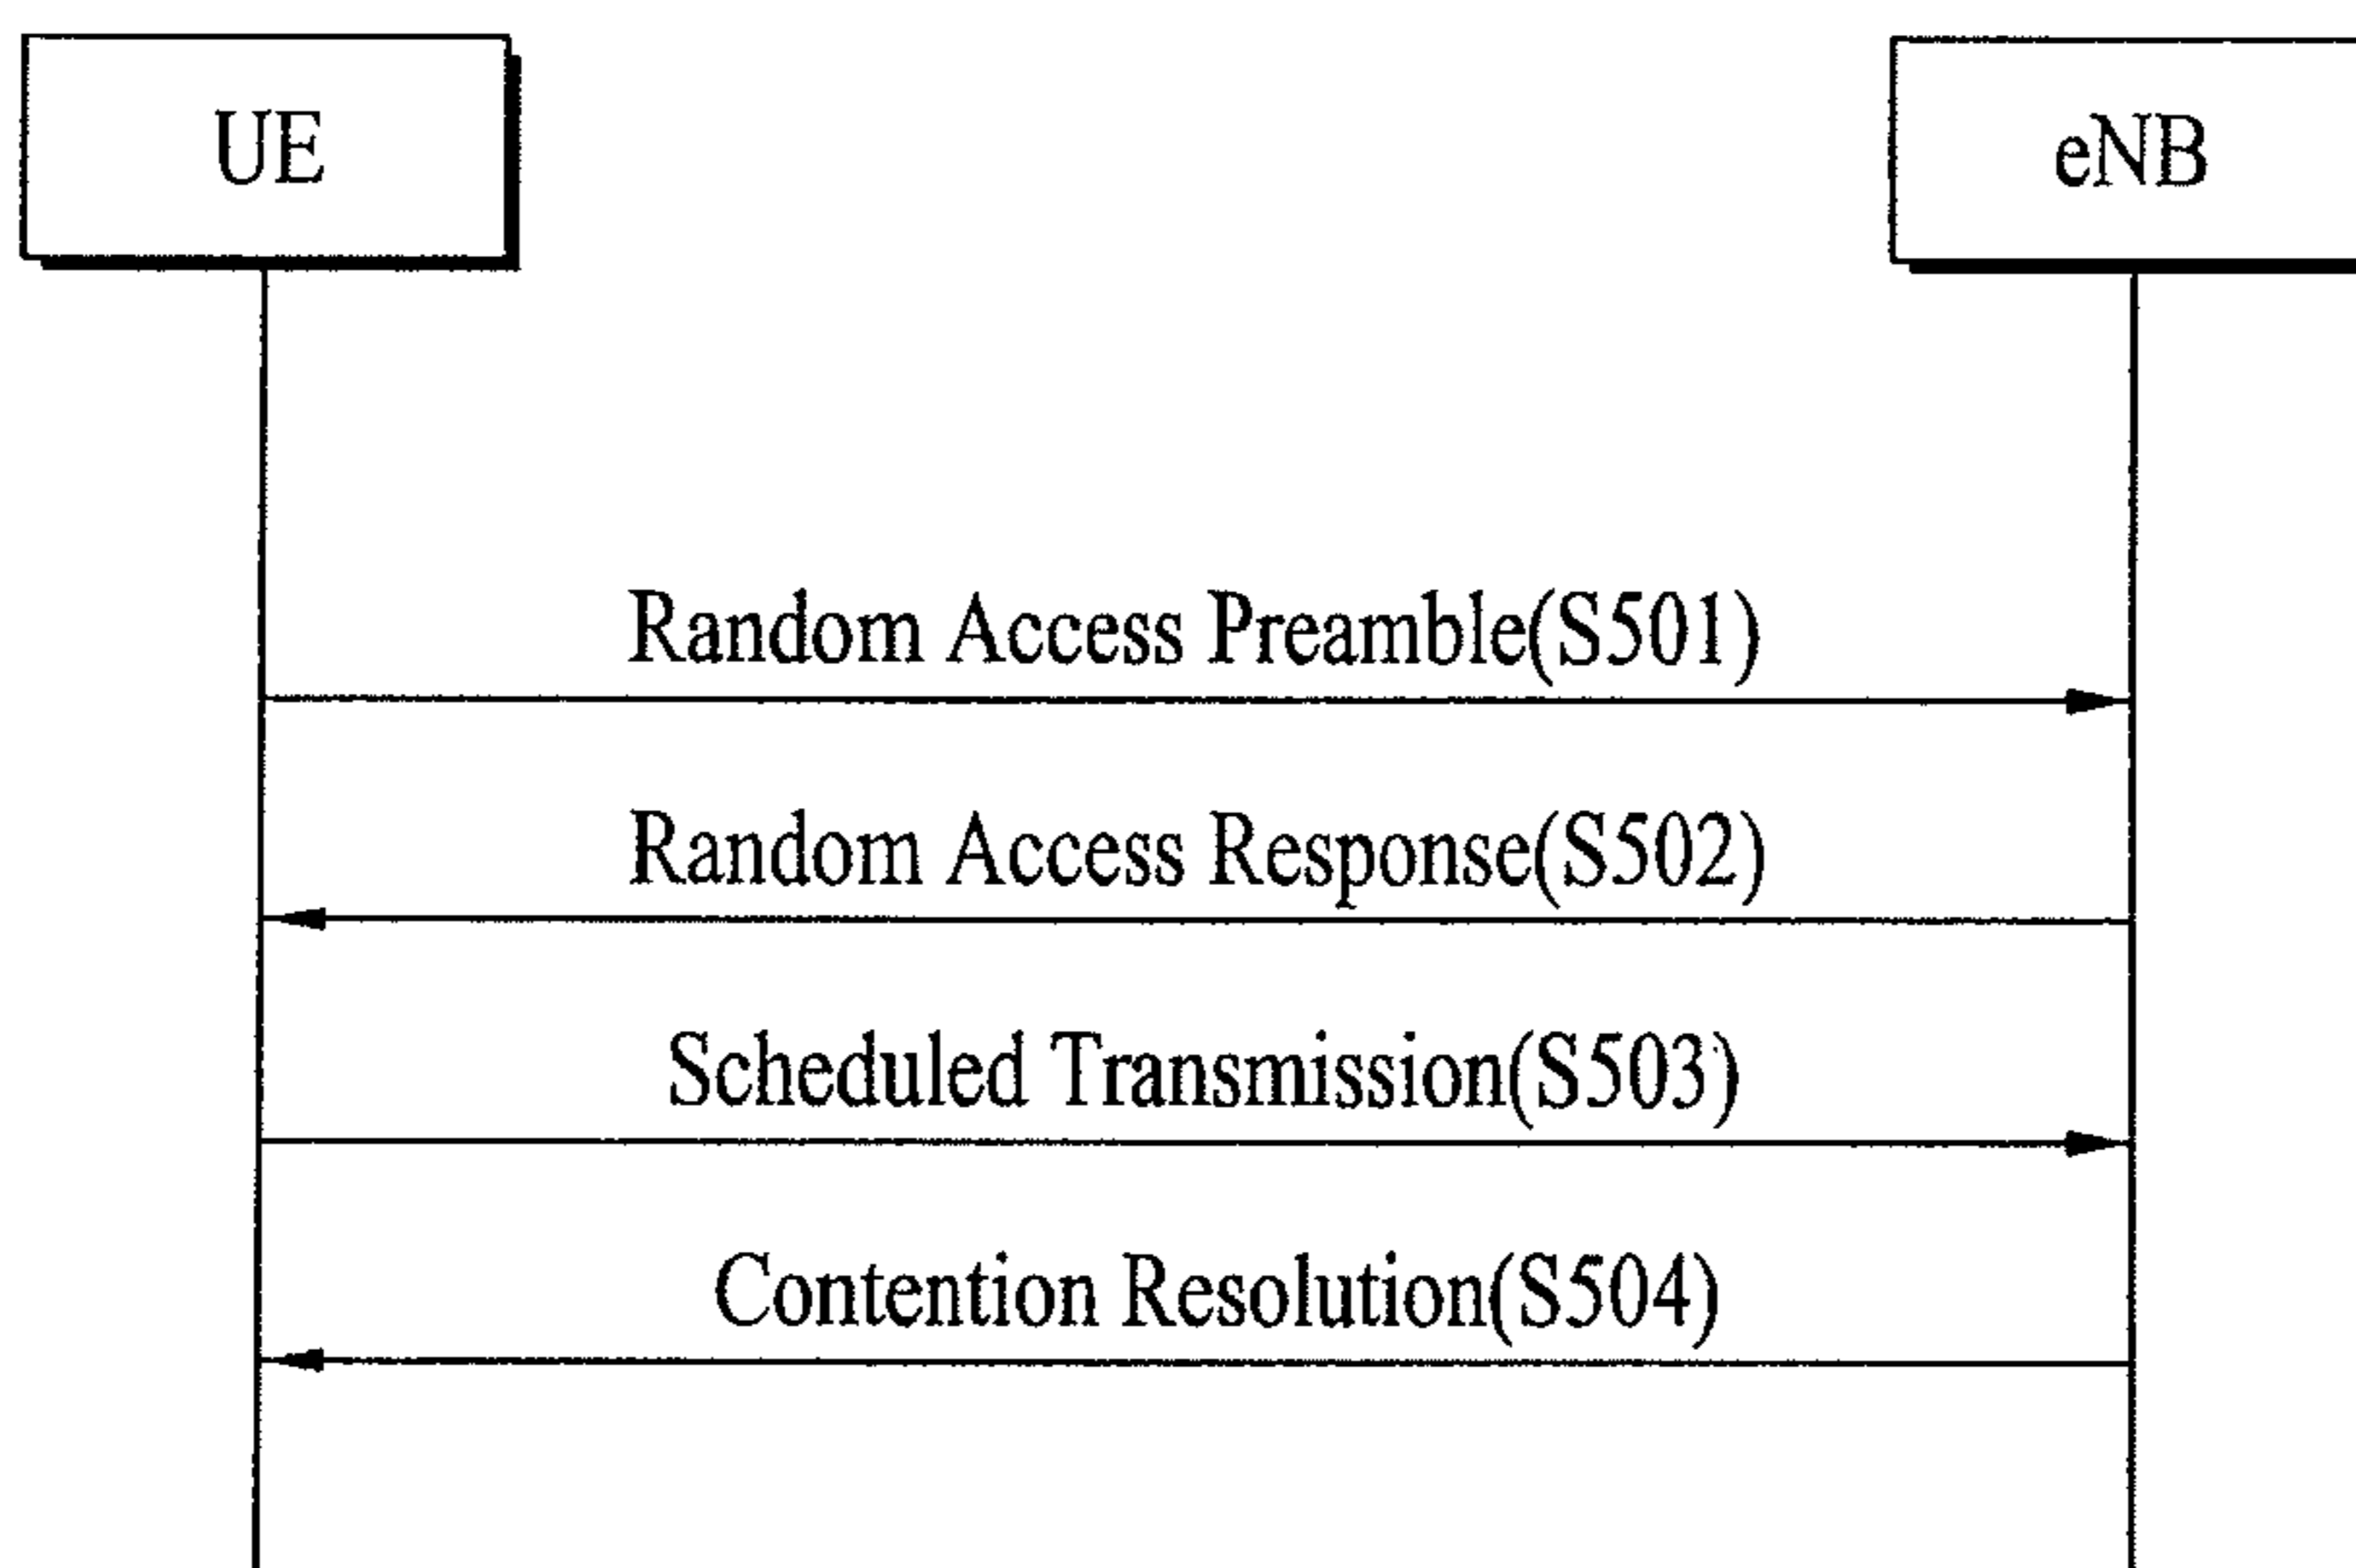 UE
eNB
Random Access Preamble(S501)
Random Access Response(S502)
Scheduled Transmission(S503)
Contention Resolution(S504)